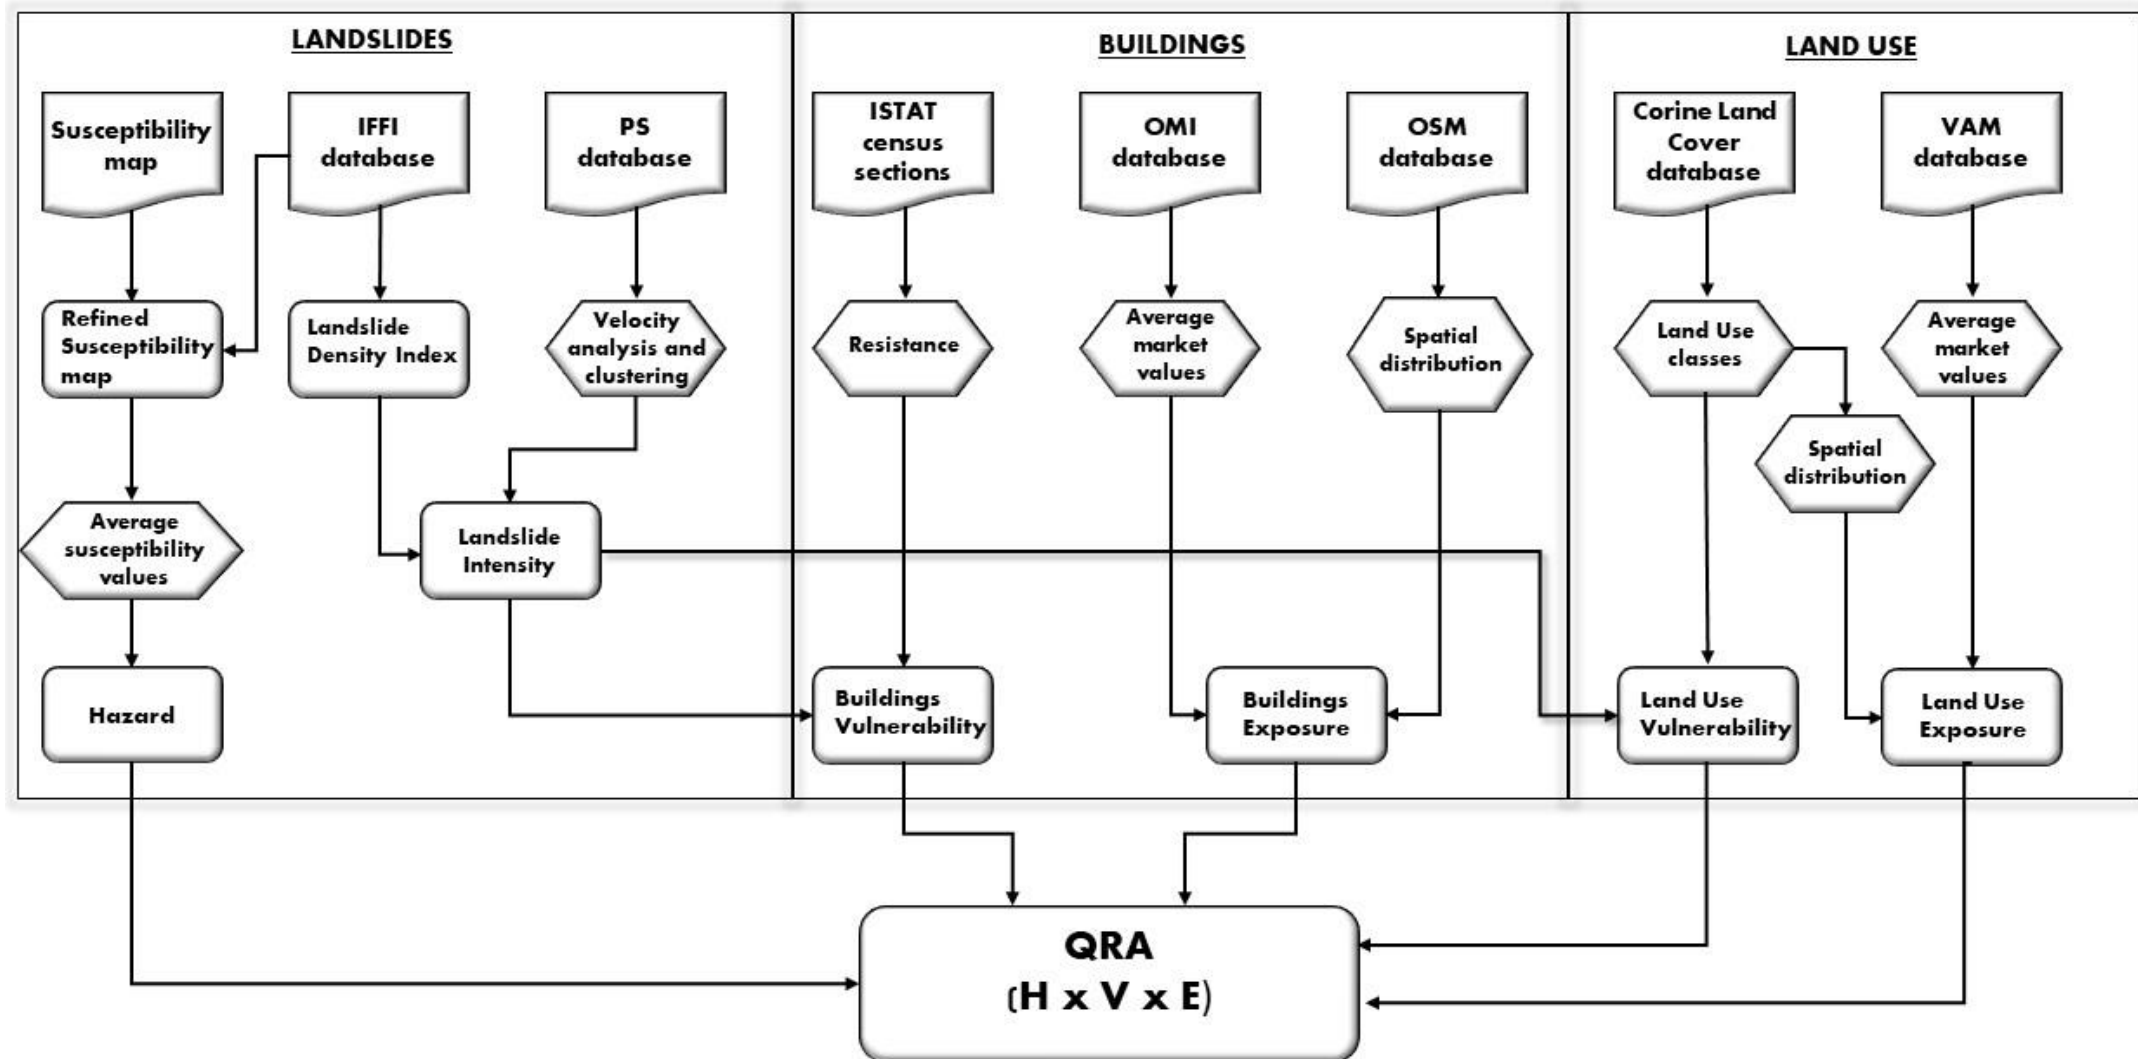 LANDSLIDES
BUILDINGS
LAND USE
Susceptibility
map
IFFI
database
PS
database
ISTAT
census
sections
OMI
database
OSM
database
Corine Land
Cover
database
VAM
database
Refined
Susceptibility
map
Landslide
Density Index
Velocity
analysis and
clustering
Resistance
Average
market
values
Spatial
distribution
Land Use
classes
Average
market
values
Spatial
distribution
Average
susceptibility
values
Landslide
Intensity
Hazard
Buildings
Vulnerability
Buildings
Exposure
Land Use
Vulnerability
Land Use
Exposure
QRA
(H x V x E)